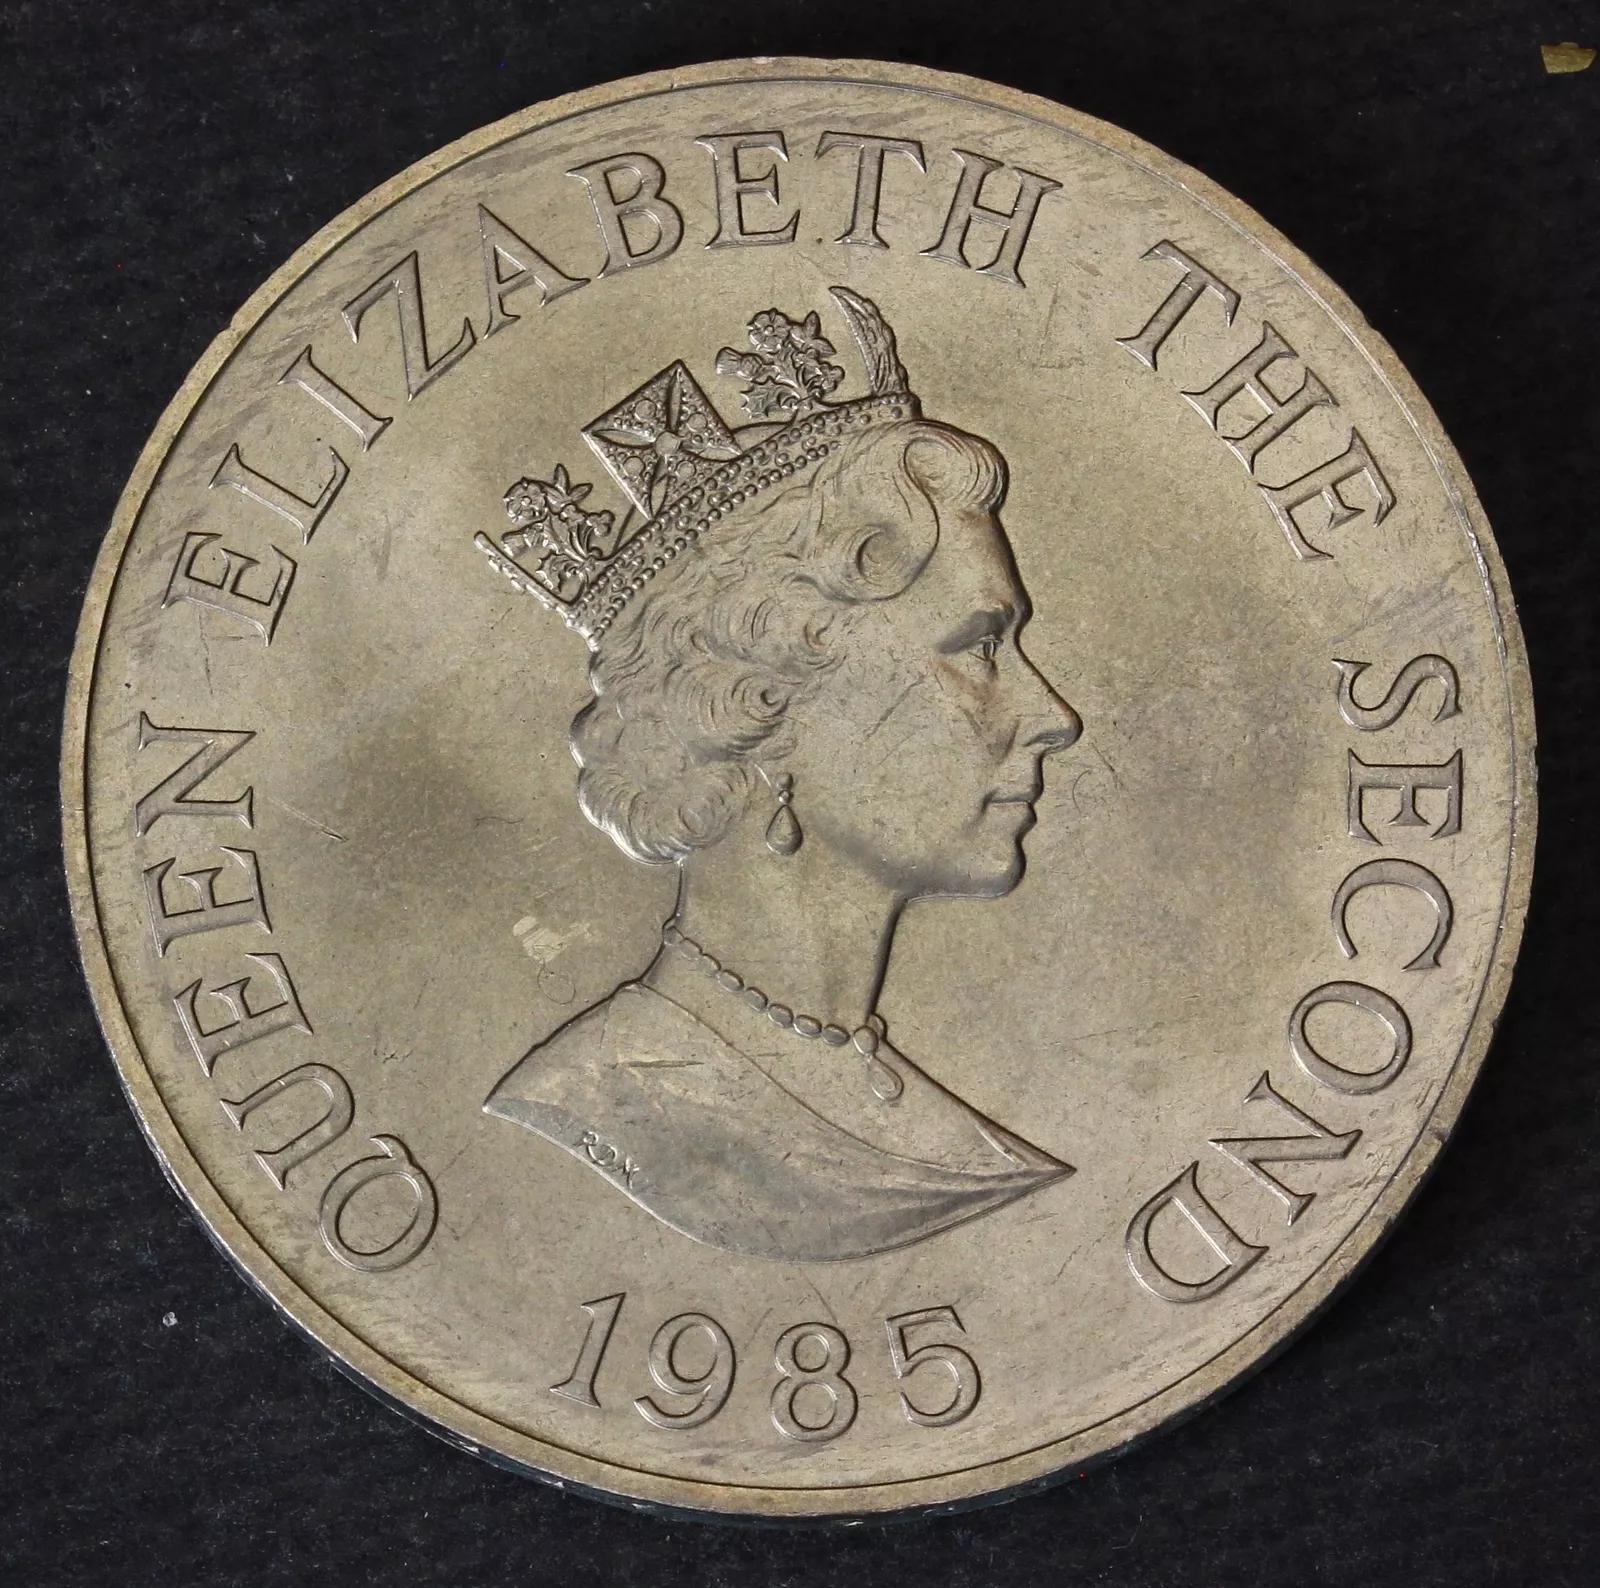 QUEEN ELIZABETH THE SECOND
RDM
1985